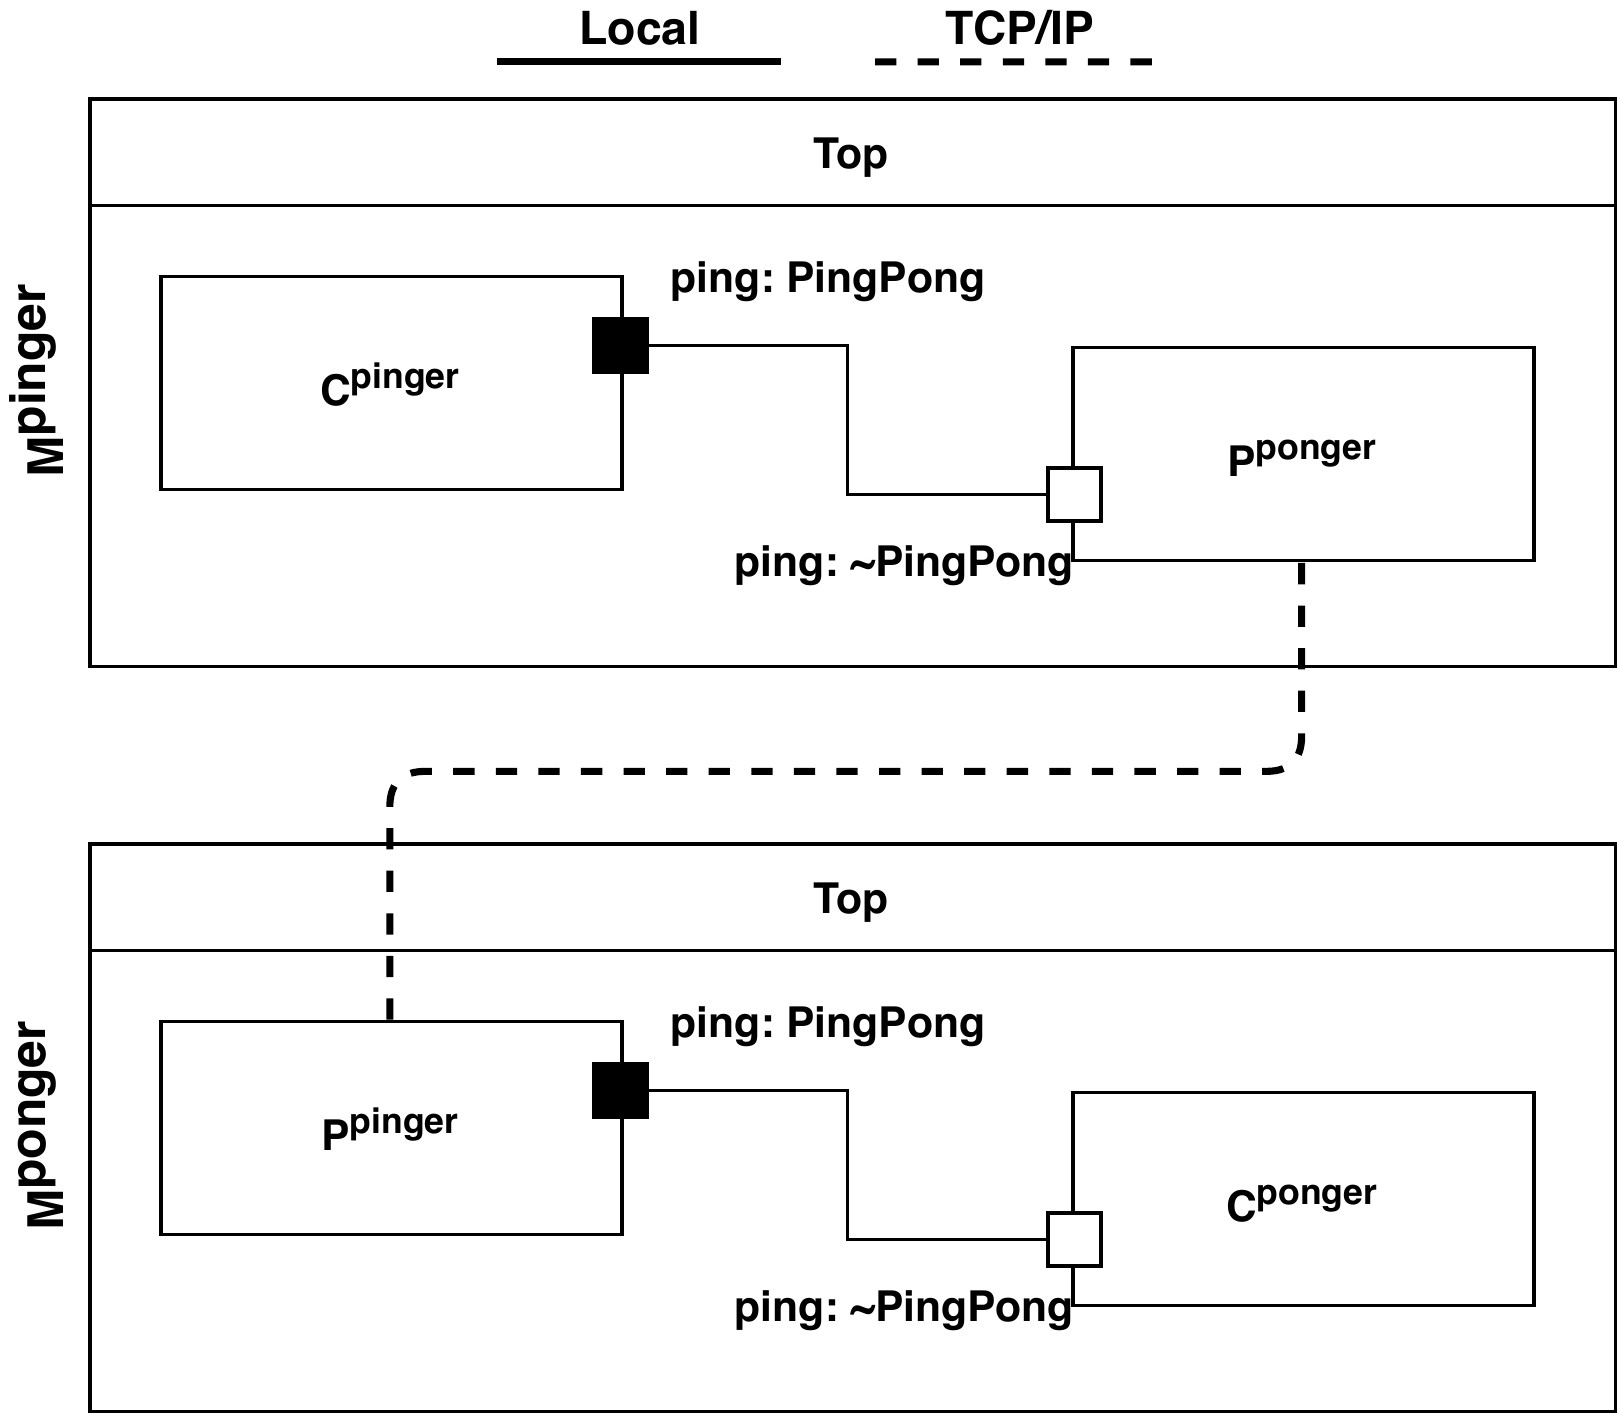 Local
TCP/IP
Top
Mpinger
ping: PingPong
Cpinger
Pponger
ping: ~PingPong
Top
Mponger
ping: PingPong
Ppinger
Cponger
ping: ~PingPong